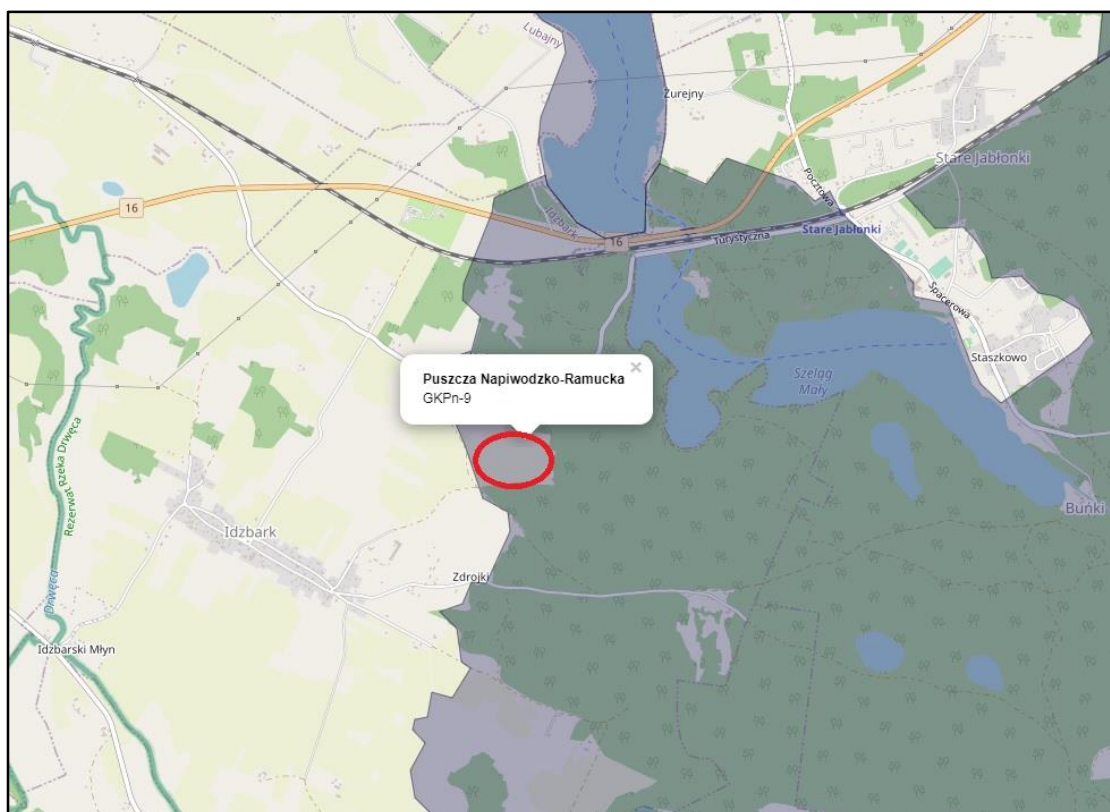 Lubajny
Żurejny
Stare Jabłonki
Pocztowa
16
Idzbark
16
Turystyczna
Stare Jabłonki
Spacerowa
Staszkowo
Szeląg
Mały
Puszcza Napiwodzko-Ramucka
×
GKPn-9
Rezerwat Rzeka Drwęca
Buńki
Idzbark
Zdrojki
Drwęca
Idzbarski Młyn